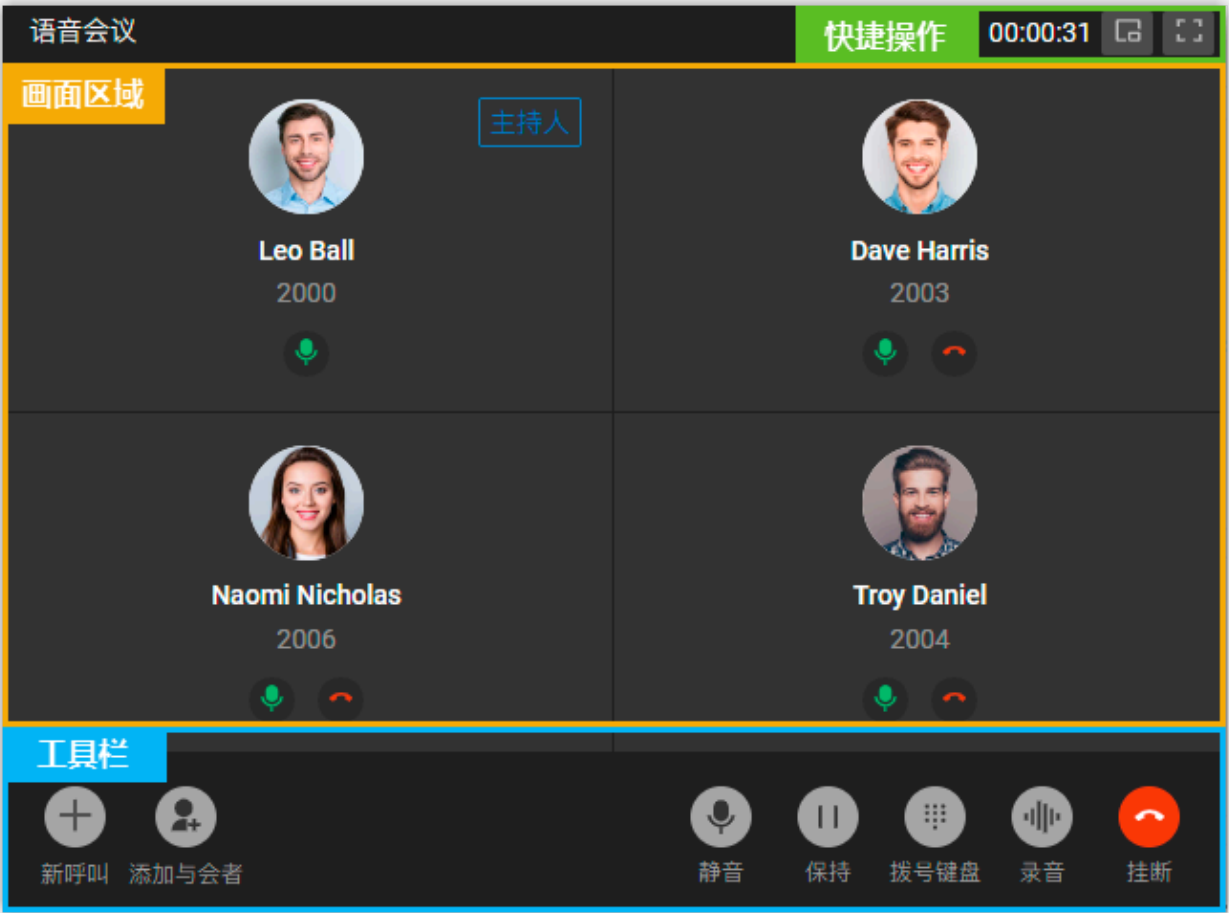 语音会议
快捷操作 00:00:31
画面区域
主持人
Leo Ball
2000
Dave Harris
2003
Naomi Nicholas
2006
Troy Daniel
2004
工具栏
新呼叫 添加与会者 静音 保持 拨号键盘 录音 挂断